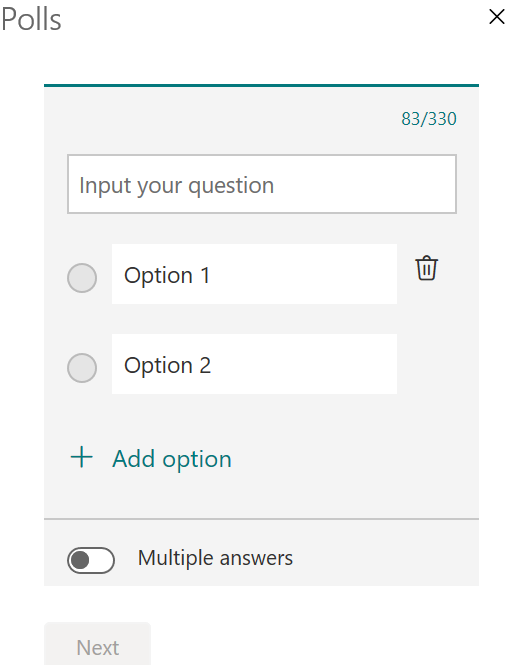 Polls
83/330
Input your question
Option 1
Option 2
Add option
Multiple answers
Next